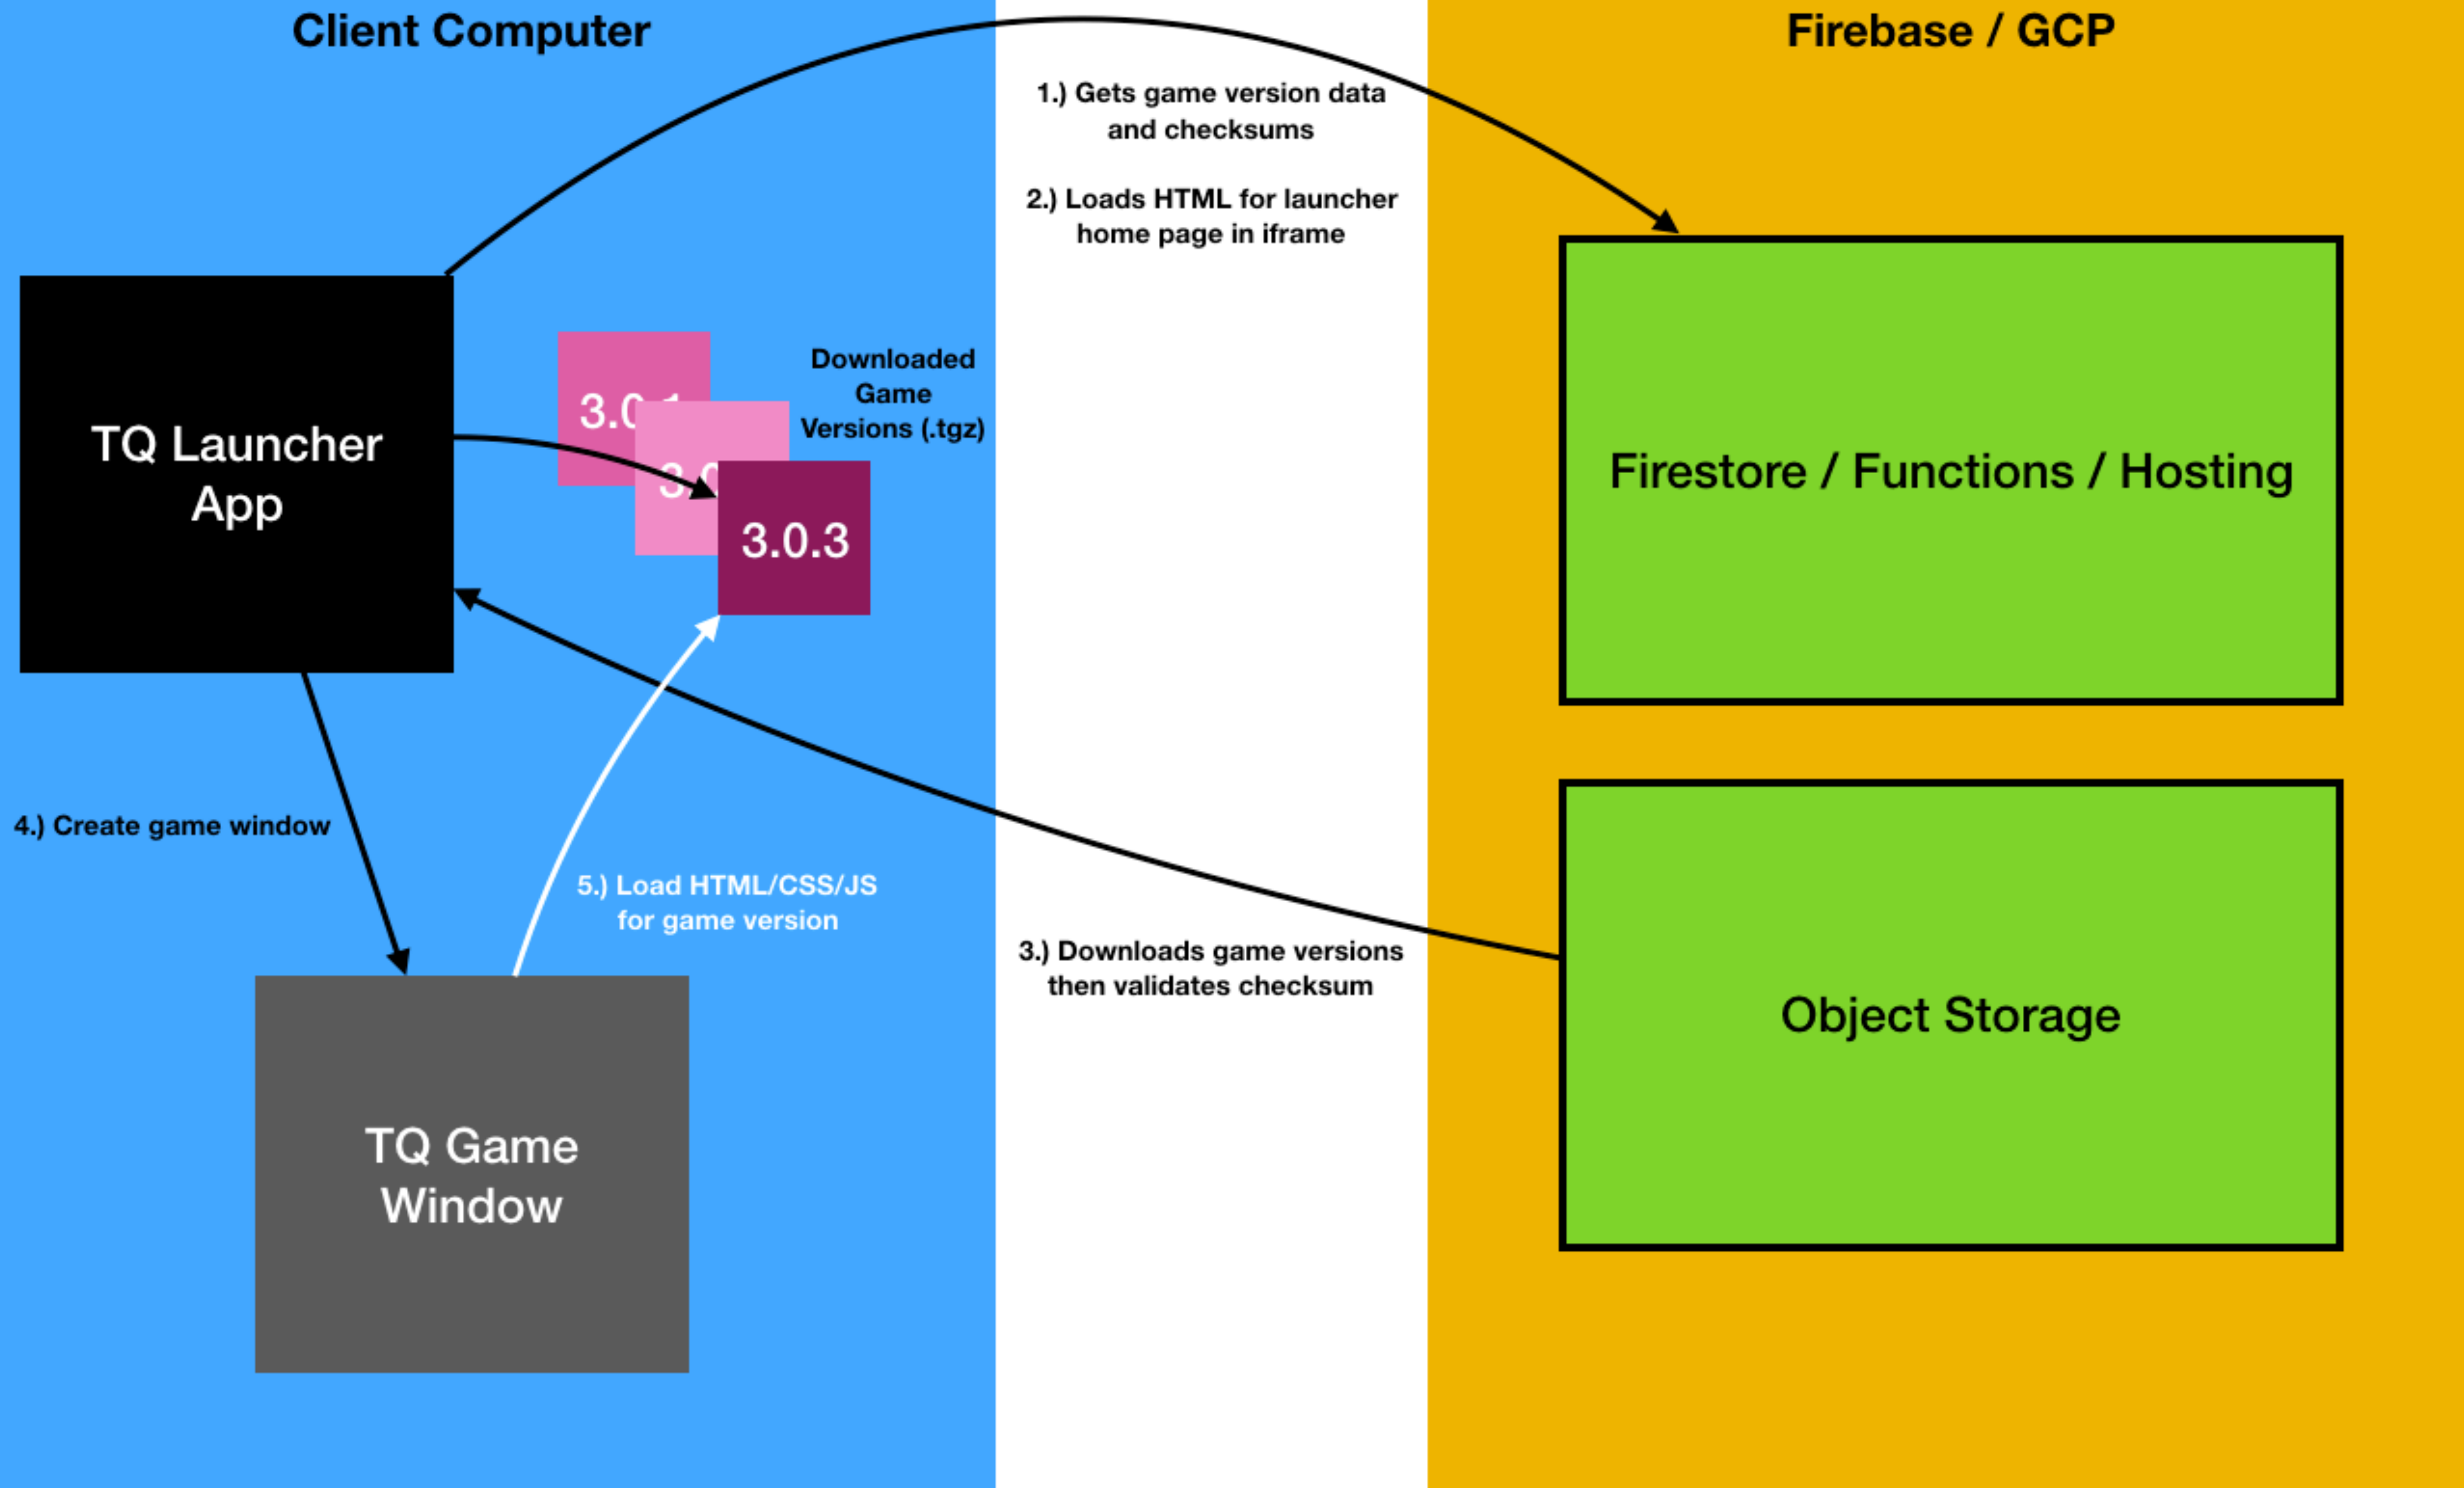 Client Computer
Firebase / GCP
1.) Gets game version data
and checksums
2.) Loads HTML for launcher
home page in iframe
TQ Launcher
App
Downloaded
Game
Versions (.tgz)
3.0.3
Firestore / Functions / Hosting
4.) Create game window
5.) Load HTML/CSS/JS
for game version
3.) Downloads game versions
then validates checksum
Object Storage
TQ Game
Window